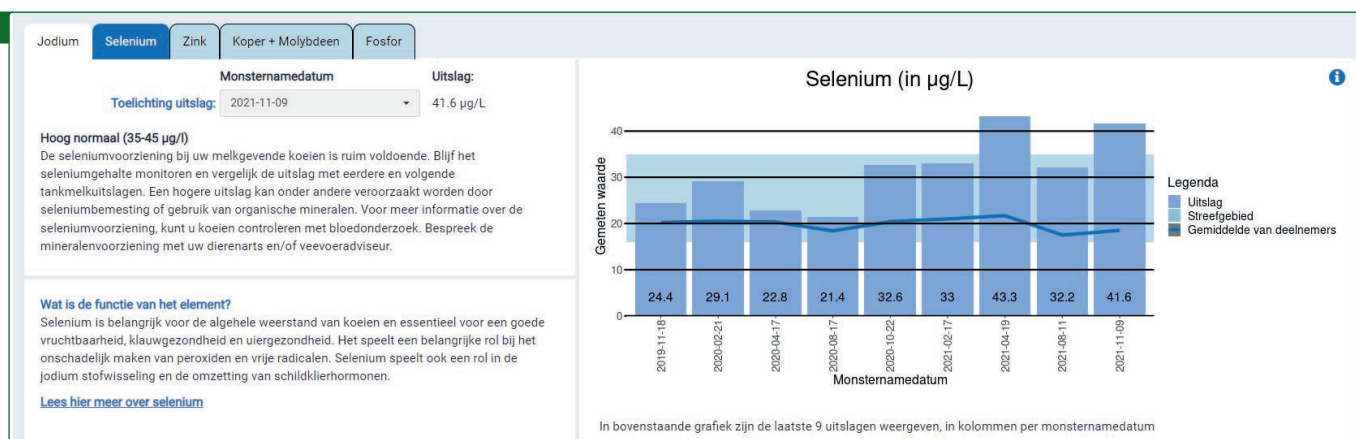 Jodium
Selenium
Zink
Koper + Molybdeen
Fosfor
Monsternamedatum
Uitslag:
Toelichting uitslag:
2021-11-09
41.6 µg/L
Hoog normaal (35-45 µg/l)
De seleniumvoorziening bij uw melkgevende koeien is ruim voldoende. Blijf het
seleniumgehalte monitoren en vergelijk de uitslag met eerdere en volgende
tankmelkuitslagen. Een hogere uitslag kan onder andere veroorzaakt worden door
seleniumbemesting of gebruik van organische mineralen. Voor meer informatie over de
seleniumvoorziening, kunt u koeien controleren met bloedonderzoek. Bespreek de
mineralenvoorziening met uw dierenarts en/of veevoeradviseur.
Wat is de functie van het element?
Selenium is belangrijk voor de algehele weerstand van koeien en essentieel voor een goede
vruchtbaarheid, klauwgezondheid en uiergezondheid. Het speelt een belangrijke rol bij het
onschadelijk maken van peroxiden en vrije radicalen. Selenium speelt ook een rol in de
jodium stofwisseling en de omzetting van schildklierhormonen.
Lees hier meer over selenium
Selenium (in µg/L)
i
Gemeten waarde
40
30
20
10
0
24.4
29.1
22.8
21.4
32.6
33
43.3
32.2
41.6
2019-11-18
2020-02-21
2020-04-17
2020-08-17
2020-10-22
2021-02-17
2021-04-19
2021-08-11
2021-11-09
Monsternamedatum
Legenda
Uitslag
Streefgebied
Gemiddelde van deelnemers
In bovenstaande grafiek zijn de laatste 9 uitslagen weergeven, in kolommen per monsternamedatum